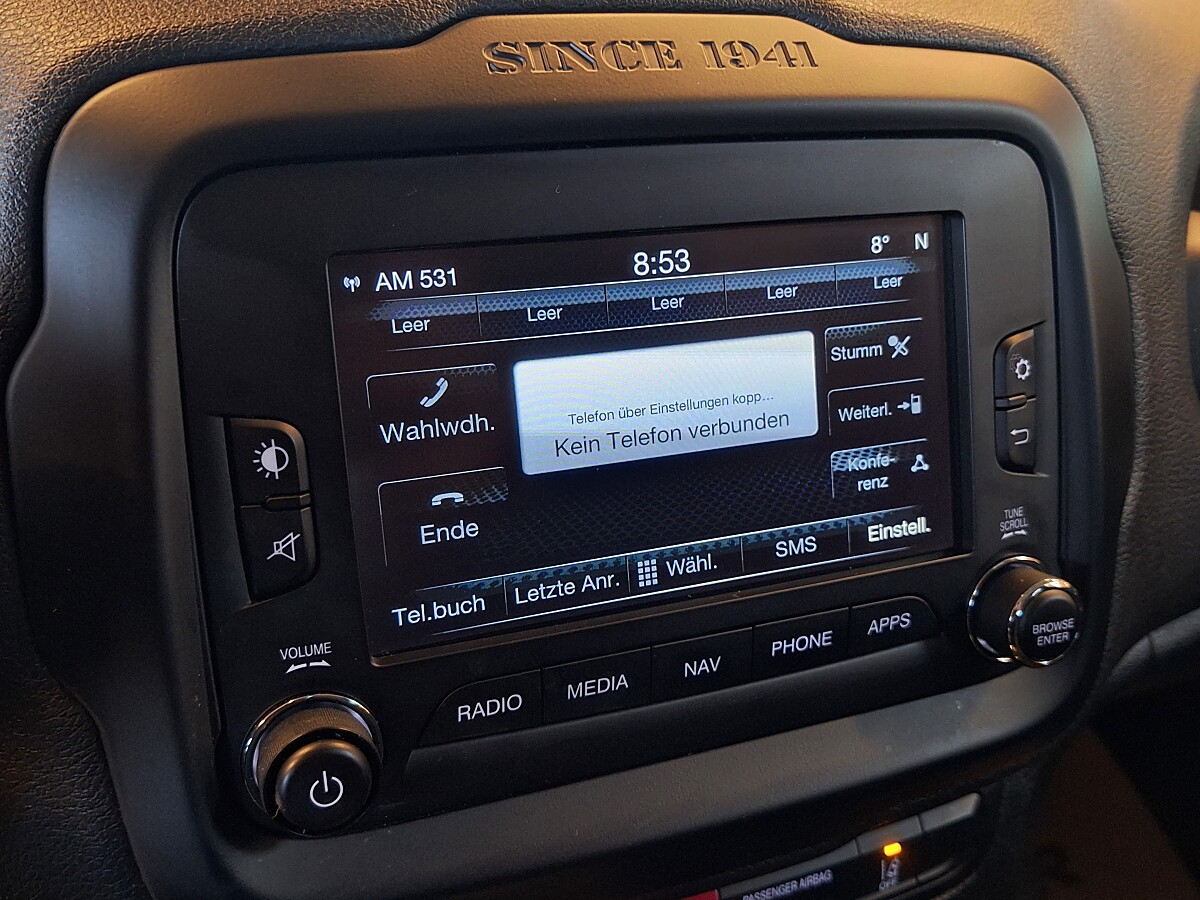 SINCE 1941
AM 531
8:53
8° N
Leer
Leer
Leer
Leer
Leer
Wahlwdh.
Telefon über Einstellungen kopp...
Kein Telefon verbunden
Stumm
Weiterl.
Konfe-
renz
Ende
Tel.buch
Letzte Anr.
Wähl.
SMS
Einstell.
TUNE
SCROLL
BROWSE
ENTER
VOLUME
RADIO
MEDIA
NAV
PHONE
APPS
PASSENGER AIRBAG
OFF